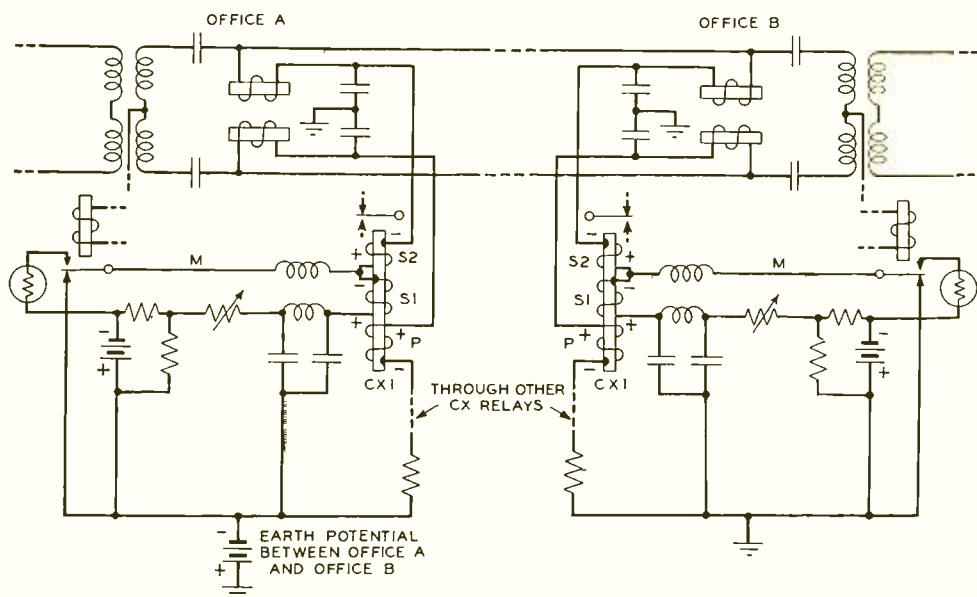 OFFICE A
OFFICE B
S2
M
S1
P
CX1
S2
M
S1
P
CX1
THROUGH OTHER
CX RELAYS
EARTH POTENTIAL
BETWEEN OFFICE A
AND OFFICE B